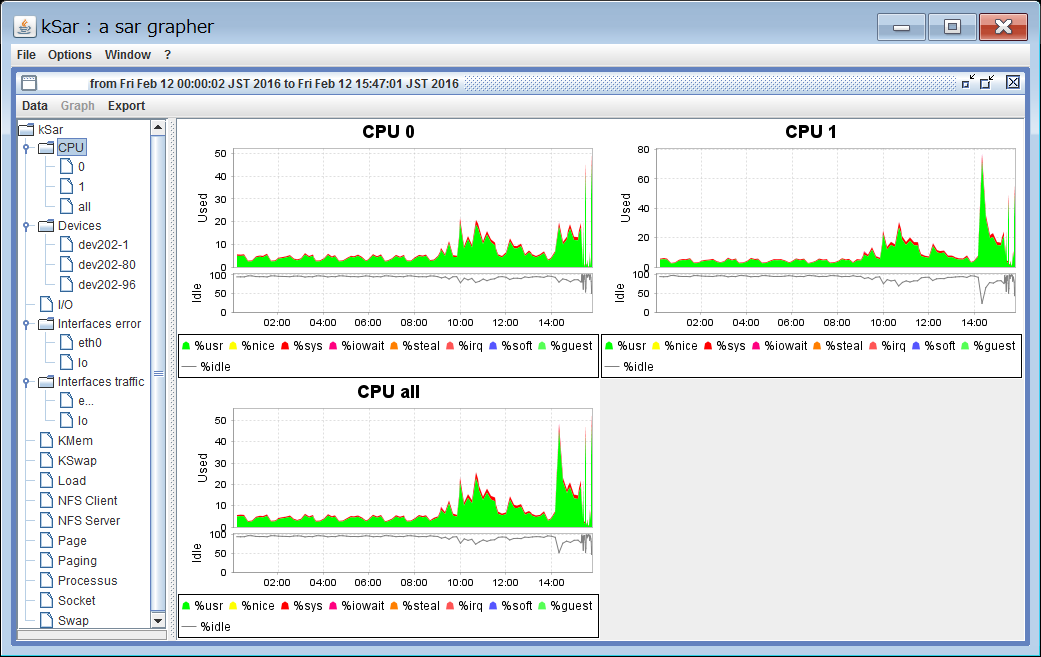 kSar : a sar grapher
File Options Window ?
from Fri Feb 12 00:00:02 JST 2016 to Fri Feb 12 15:47:01 JST 2016
Data Graph Export
kSar
CPU
0
1
all
Devices
dev202-1
dev202-80
dev202-96
I/O
Interfaces error
eth0
lo
Interfaces traffic
e...
lo
KMem
KSwap
Load
NFS Client
NFS Server
Page
Paging
Processus
Socket
Swap
CPU 0
Used
50
40
30
20
10
0
Idle
100
50
0
02:00 04:00 06:00 08:00 10:00 12:00 14:00
%usr %nice %sys %iowait %steal %irq %soft %guest
%idle
CPU 1
Used
80
60
40
20
0
Idle
100
50
0
02:00 04:00 06:00 08:00 10:00 12:00 14:00
%usr %nice %sys %iowait %steal %irq %soft %guest
%idle
CPU all
Used
50
40
30
20
10
0
Idle
100
50
0
02:00 04:00 06:00 08:00 10:00 12:00 14:00
%usr %nice %sys %iowait %steal %irq %soft %guest
%idle